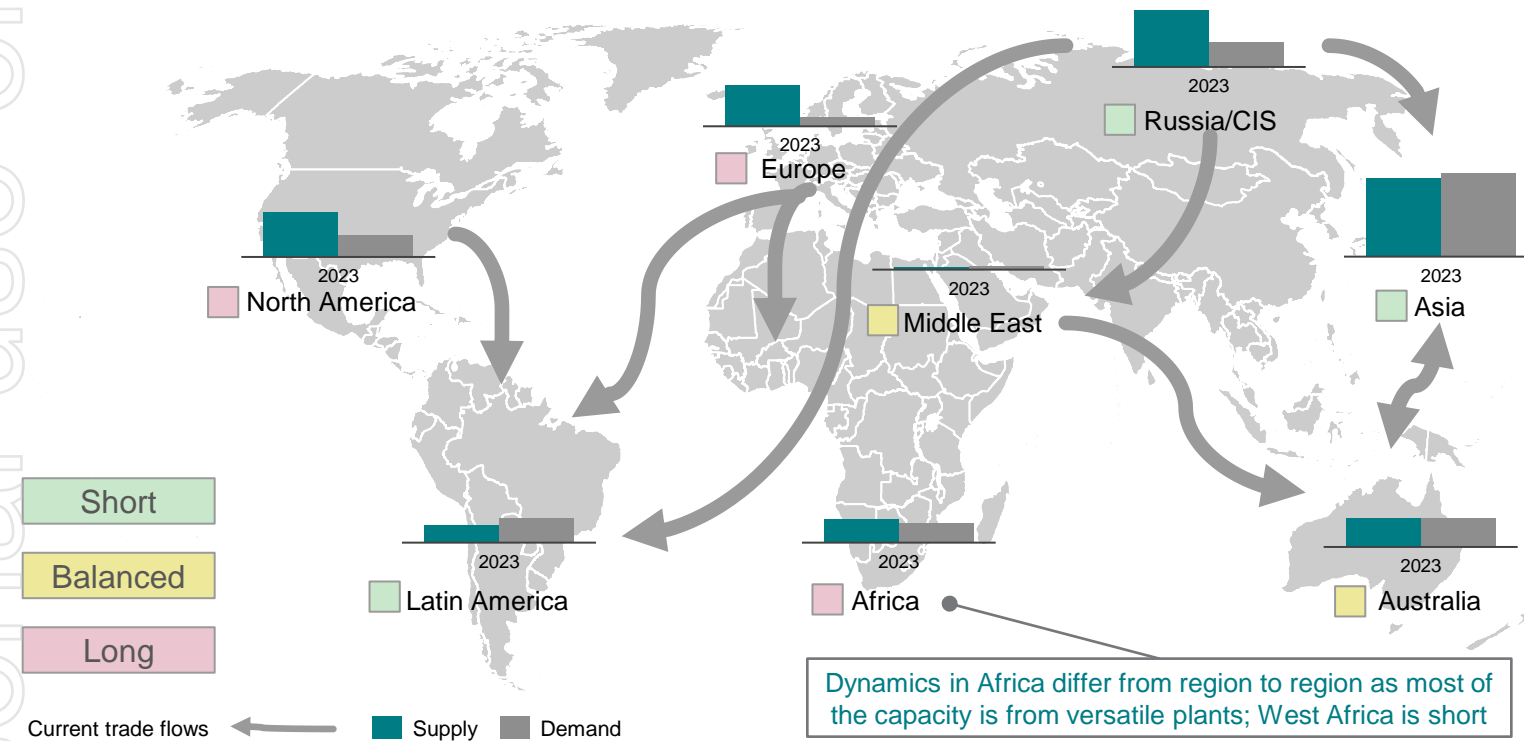 2023
Russia/CIS
2023
Europe
2023
North America
2023
Middle East
2023
Asia
Short
Balanced
Long
2023
Latin America
2023
Africa
2023
Australia
Dynamics in Africa differ from region to region as most of
the capacity is from versatile plants; West Africa is short
Current trade flows
Supply
Demand